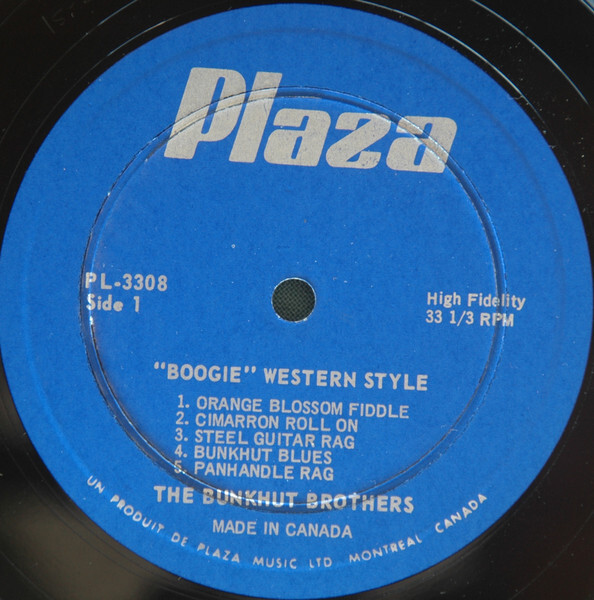 Plaza
PL-3308
Side 1
High Fidelity
33 1/3 RPM
"BOOGIE" WESTERN STYLE
1. ORANGE BLOSSOM FIDDLE
2. CIMARRON ROLL ON
3. STEEL GUITAR RAG
4. BUNKHUT BLUES
5. PANHANDLE RAG
THE BUNKHUT BROTHERS
MADE IN CANADA
UN PRODUIT DE PLAZA MUSIC LTD MONTREAL CANADA